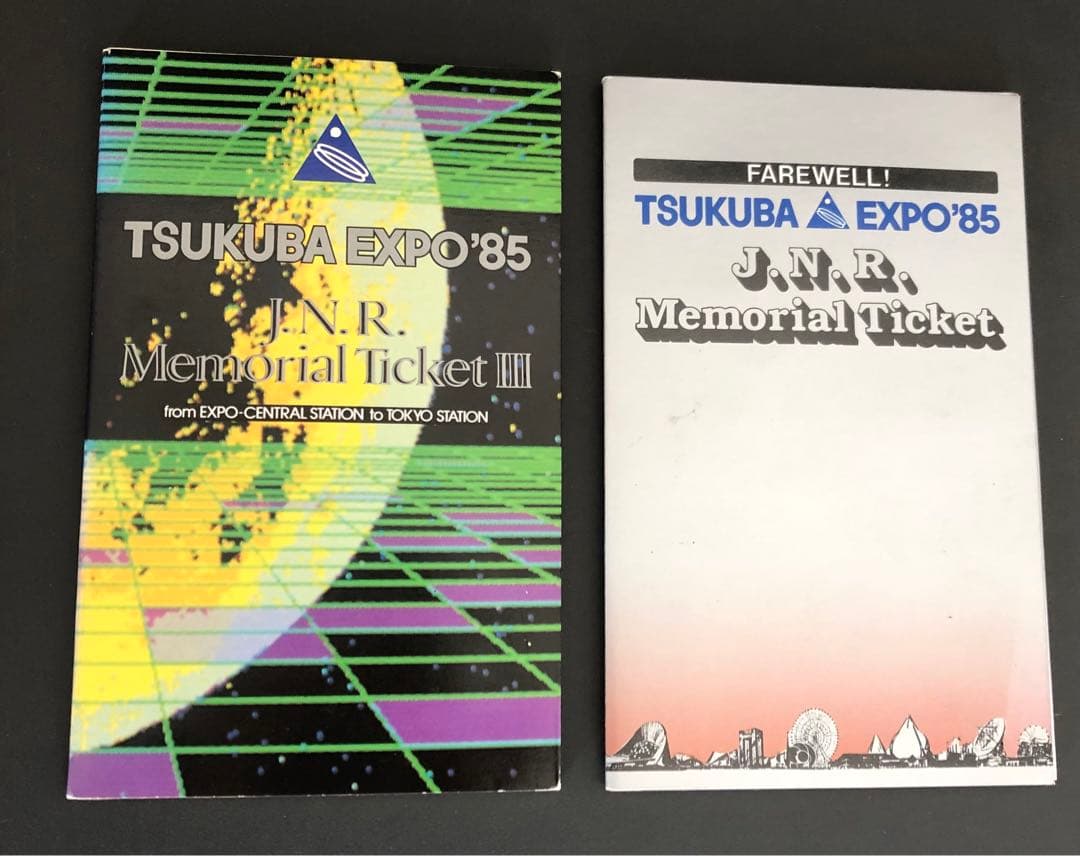 TSUKUBA EXPO'85
J.N.R.
Memorial Ticket III
from EXPO-CENTRAL STATION to TOKYO STATION
FAREWELL!
TSUKUBA EXPO'85
J.N.R.
Memorial Ticket